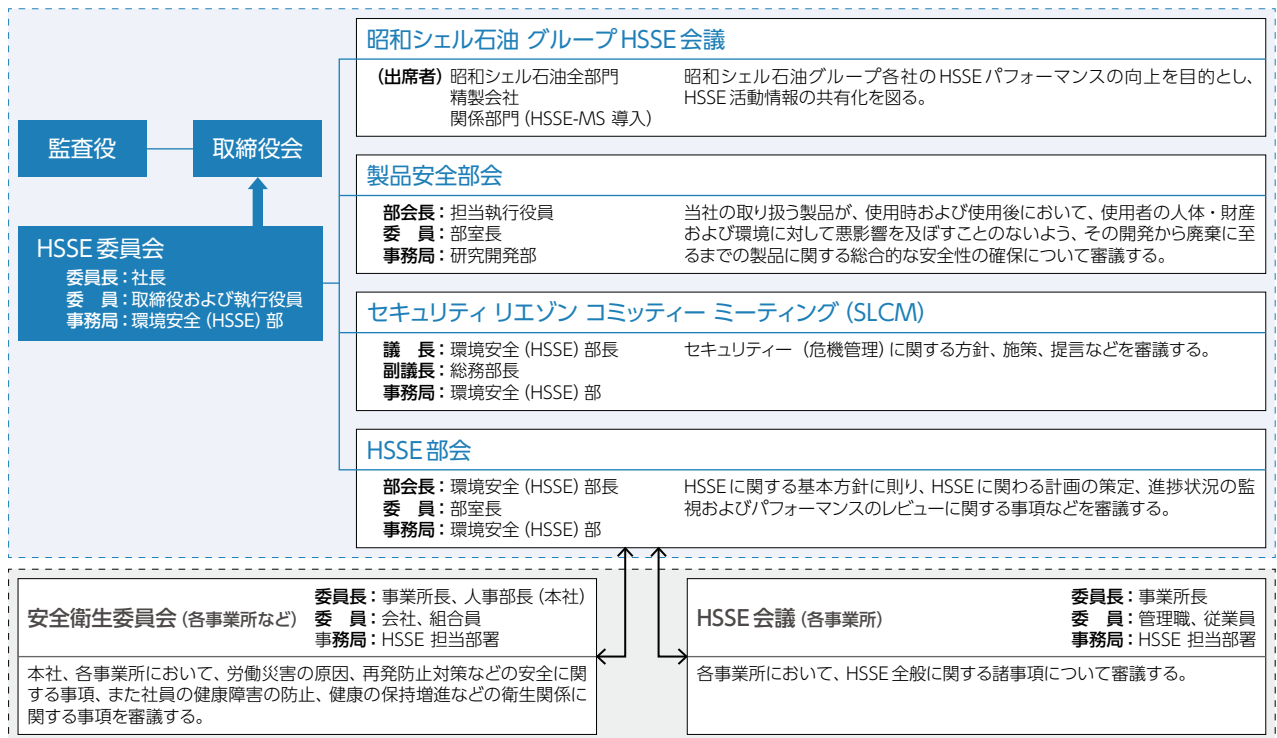 監査役
取締役会
HSSE委員会
委員長：社長
委　員：取締役および執行役員
事務局：環境安全（HSSE）部
昭和シェル石油 グループHSSE会議
（出席者）昭和シェル石油全部門
精製会社
関係部門（HSSE-MS 導入）
昭和シェル石油グループ各社のHSSEパフォーマンスの向上を目的とし、
HSSE活動情報の共有化を図る。
製品安全部会
部会長：担当執行役員
委　員：部室長
事務局：研究開発部
当社の取り扱う製品が、使用時および使用後において、使用者の人体・財産
および環境に対して悪影響を及ぼすことのないよう、その開発から廃棄に至
るまでの製品に関する総合的な安全性の確保について審議する。
セキュリティ リエゾン コミッティー ミーティング（SLCM）
議　長：環境安全（HSSE）部長
副議長：総務部長
事務局：環境安全（HSSE）部
セキュリティー（危機管理）に関する方針、施策、提言などを審議する。
HSSE部会
部会長：環境安全（HSSE）部長
委　員：部室長
事務局：環境安全（HSSE）部
HSSEに関する基本方針に則り、HSSEに関わる計画の策定、進捗状況の監
視およびパフォーマンスのレビューに関する事項などを審議する。
安全衛生委員会（各事業所など）
委員長：事業所長、人事部長（本社）
委　員：会社、組合員
事務局：HSSE 担当部署
本社、各事業所において、労働災害の原因、再発防止対策などの安全に関
する事項、また社員の健康障害の防止、健康の保持増進などの衛生関係に
関する事項を審議する。
HSSE会議（各事業所）
委員長：事業所長
委　員：管理職、従業員
事務局：HSSE 担当部署
各事業所において、HSSE全般に関する諸事項について審議する。